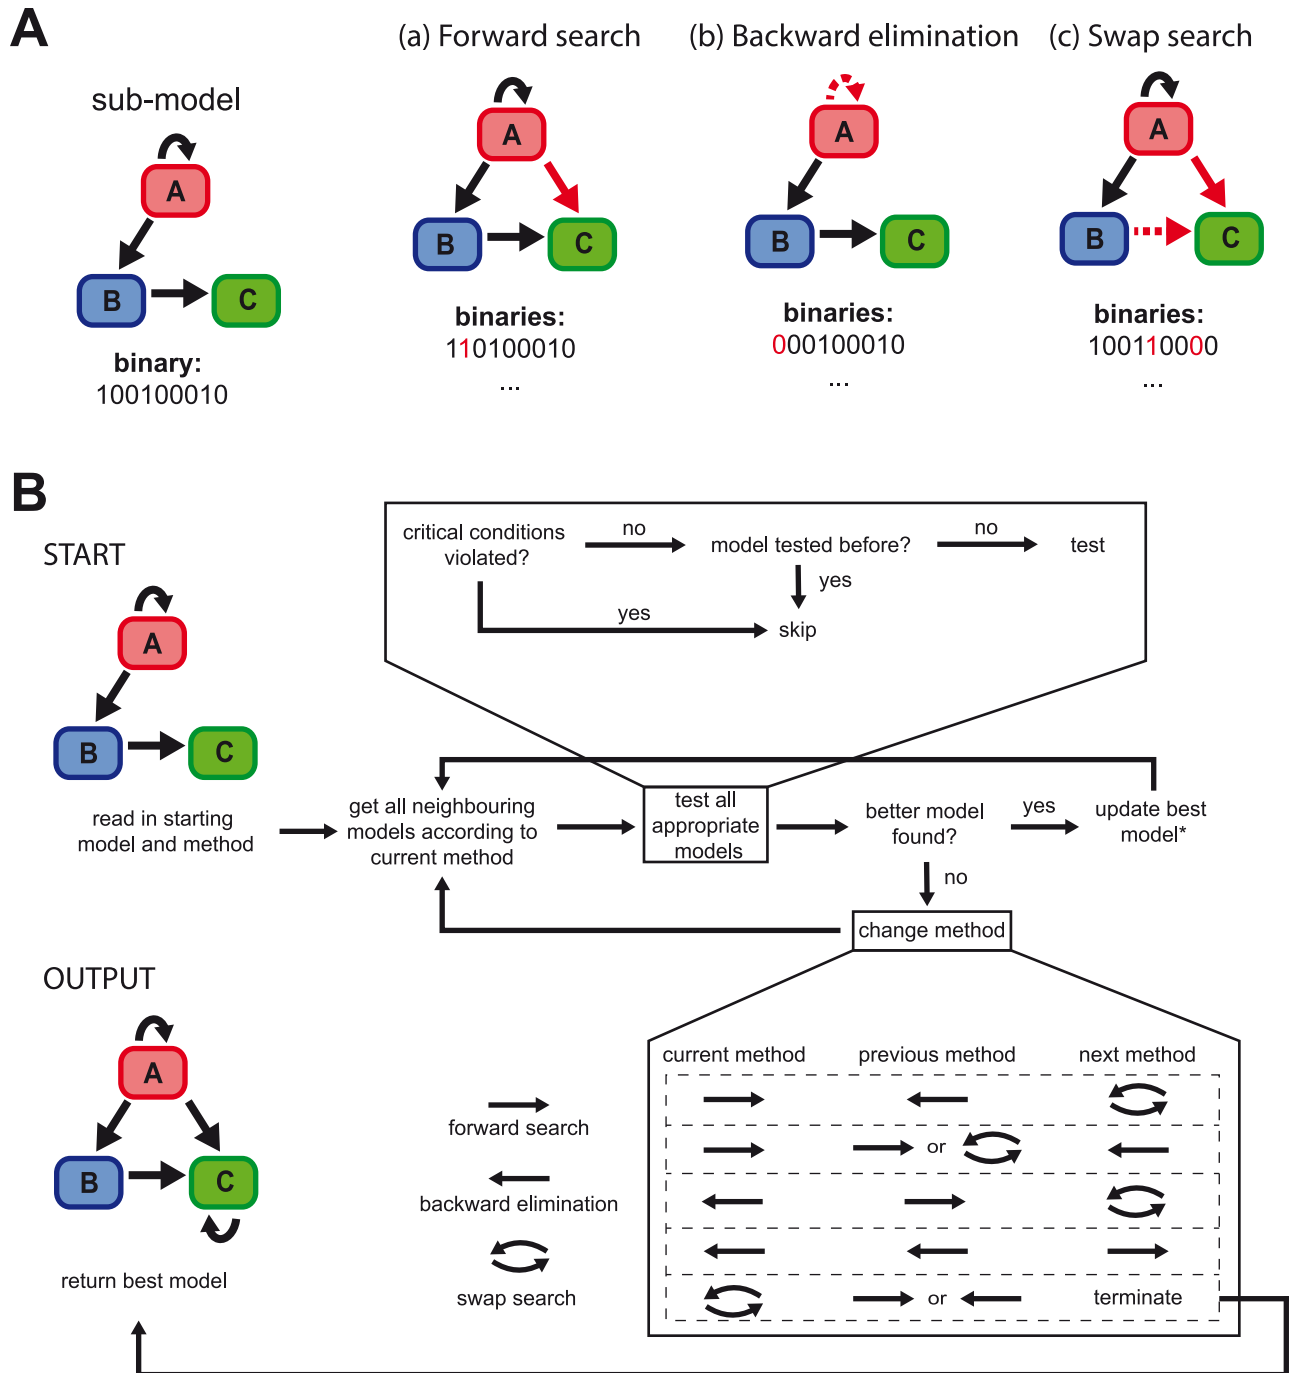 A
sub-model
A
B
C
binary:
100100010
(a) Forward search
A
B
C
binaries:
110100010
...
(b) Backward elimination
A
B
C
binaries:
000100010
...
(c) Swap search
A
B
C
binaries:
100110000
...
B
START
A
B
C
read in starting
model and method
critical conditions
violated?
no
model tested before?
no
test
yes
yes
skip
get all neighbouring
models according to
current method
test all
appropriate
models
better model
found?
yes
update best
model*
no
change method
OUTPUT
A
B
C
return best model
forward search
backward elimination
swap search
current method previous method next method
or
or terminate